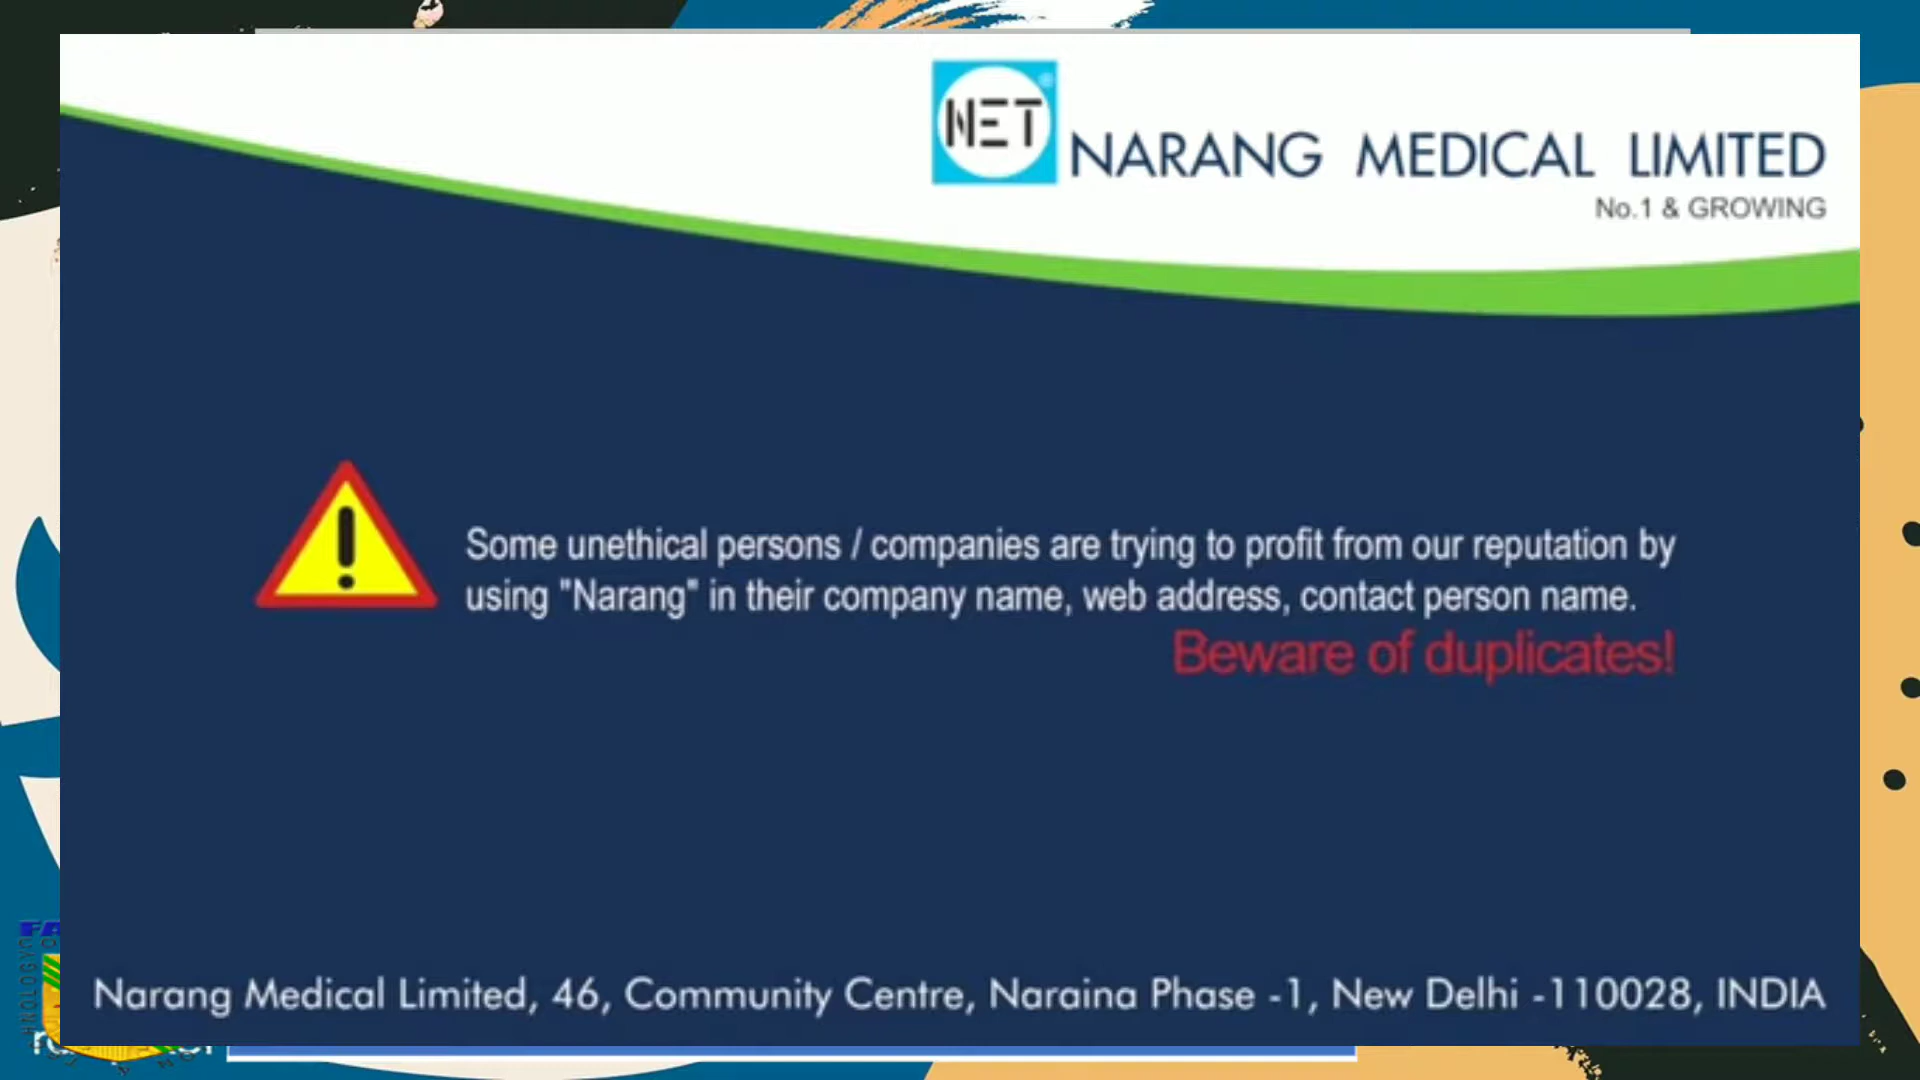 NET®
NARANG MEDICAL LIMITED
No.1 & GROWING
Some unethical persons / companies are trying to profit from our reputation by
using "Narang" in their company name, web address, contact person name.
Beware of duplicates!
Narang Medical Limited, 46, Community Centre, Naraina Phase -1, New Delhi -110028, INDIA